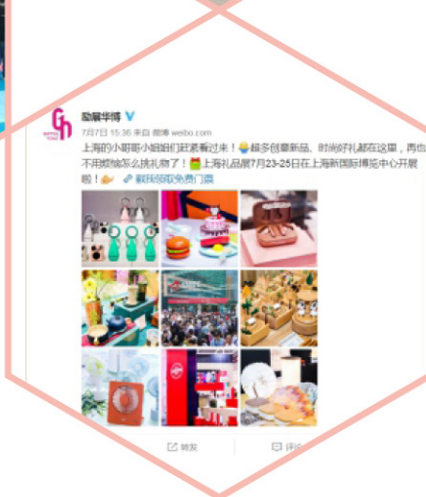 励展华博
7月7日 15:36 来自 微博 weibo.com
上海的小哥哥小姐姐们赶紧看过来！超多创意新品、时尚好礼都在这里，再也
不用烦恼怎么挑礼物了！上海礼品展7月23-25日在上海新国际博览中心开展
啦！ 戳我领取免费门票
转发
评论